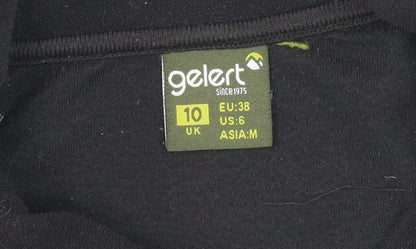 gelert
SINCE 1975
10
UK
EU:38
US:6
ASIA:M